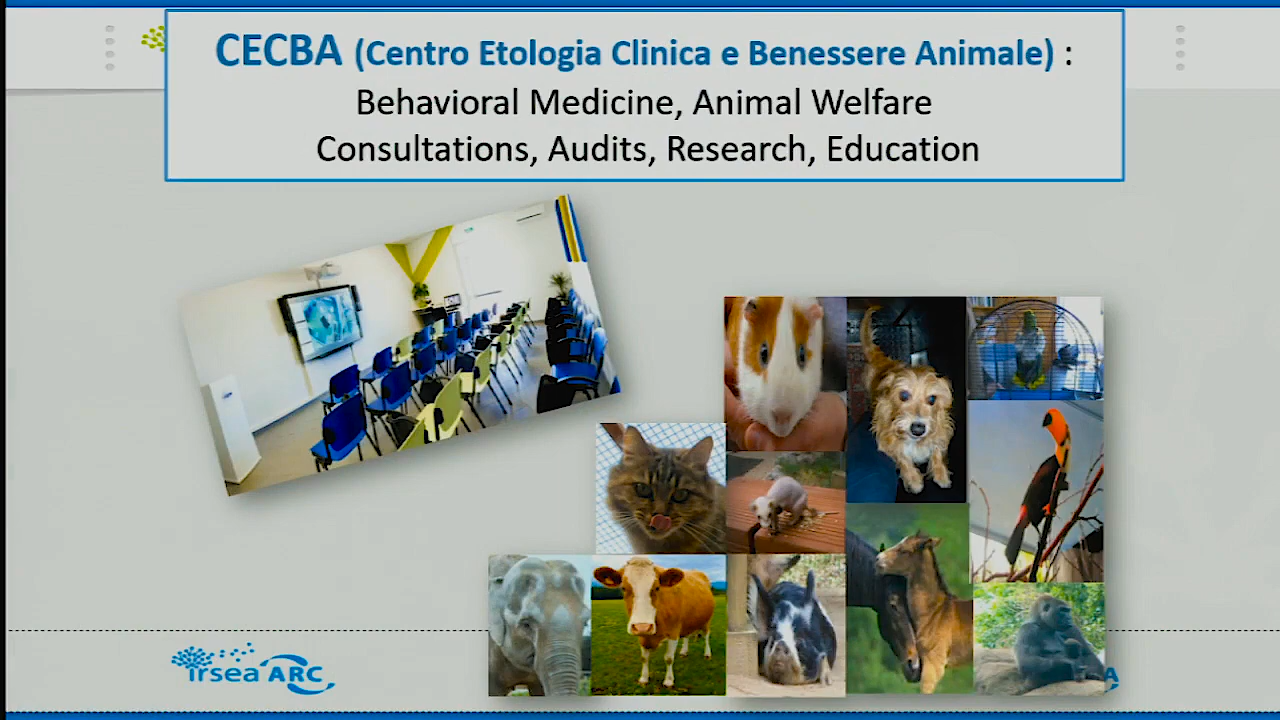 CECBA (Centro Etologia Clinica e Benessere Animale) :
Behavioral Medicine, Animal Welfare
Consultations, Audits, Research, Education
irsea ARC
A